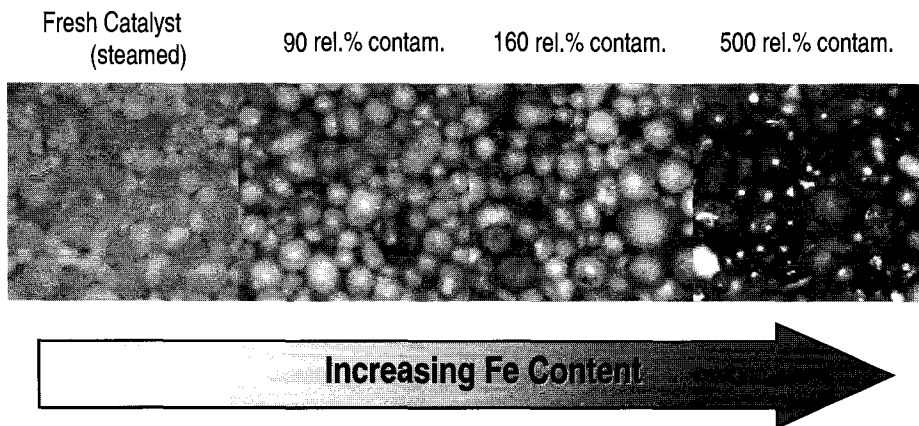 Fresh Catalyst
(steamed)
90 rel.% contam.
160 rel.% contam.
500 rel.% contam.
Increasing Fe Content